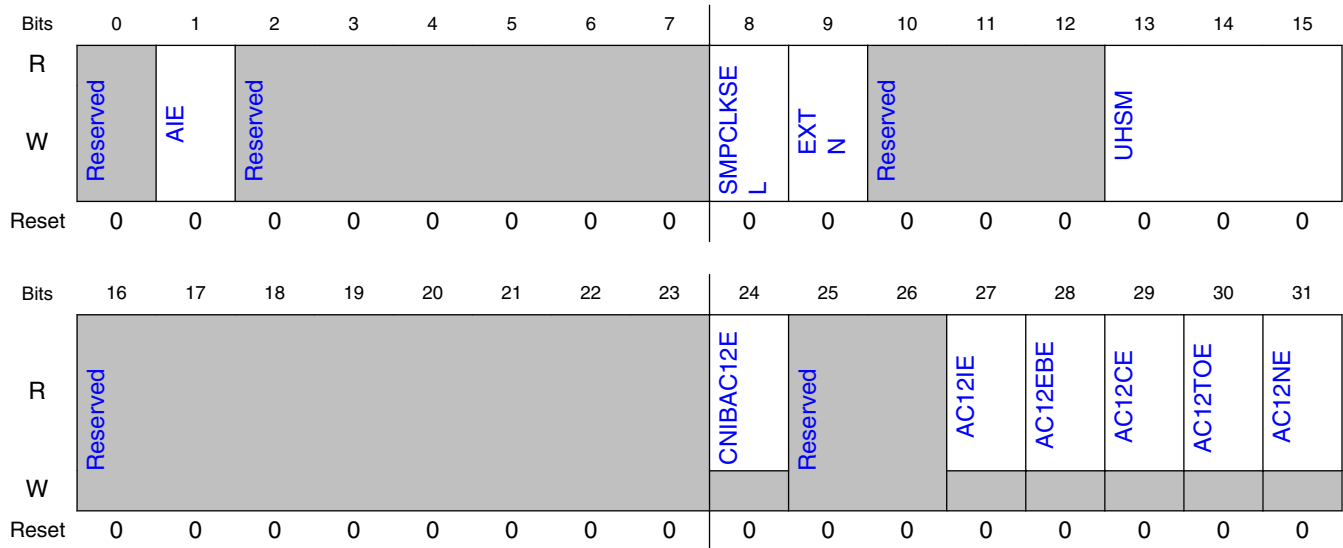 Bits 0 1 2 3 4 5 6 7 8 9 10 11 12 13 14 15
R
W
Reserved
AIE
Reserved
SMPCLKSE
L
EXT
N
Reserved
UHSM
Reset 0 0 0 0 0 0 0 0 0 0 0 0 0 0 0 0
Bits 16 17 18 19 20 21 22 23 24 25 26 27 28 29 30 31
R
W
Reserved
CNIBAC12E
Reserved
AC12IE
AC12EBE
AC12CE
AC12TOE
AC12NE
Reset 0 0 0 0 0 0 0 0 0 0 0 0 0 0 0 0